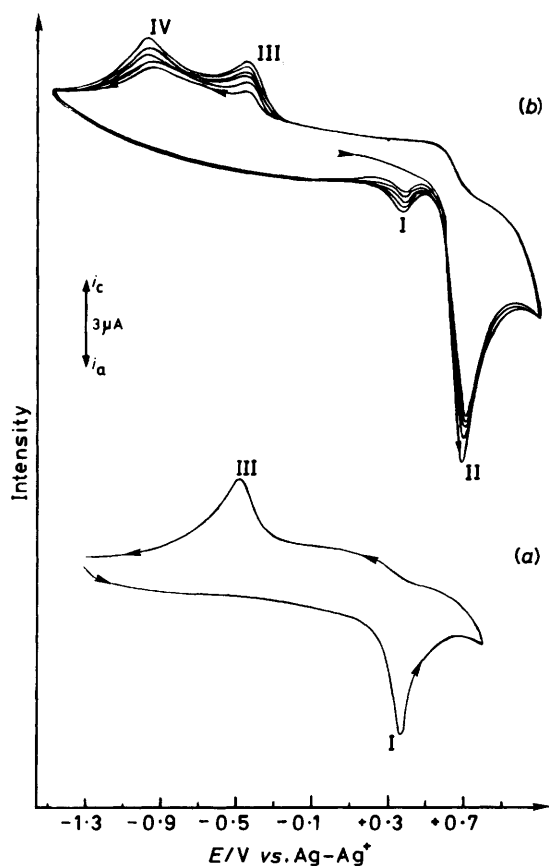 IV
III
(b)
I
i_c
3μA
i_a
II
Intensity
III
(a)
I
-1.3 -0.9 -0.5 -0.1 +0.3 +0.7
E/V vs. Ag-Ag⁺